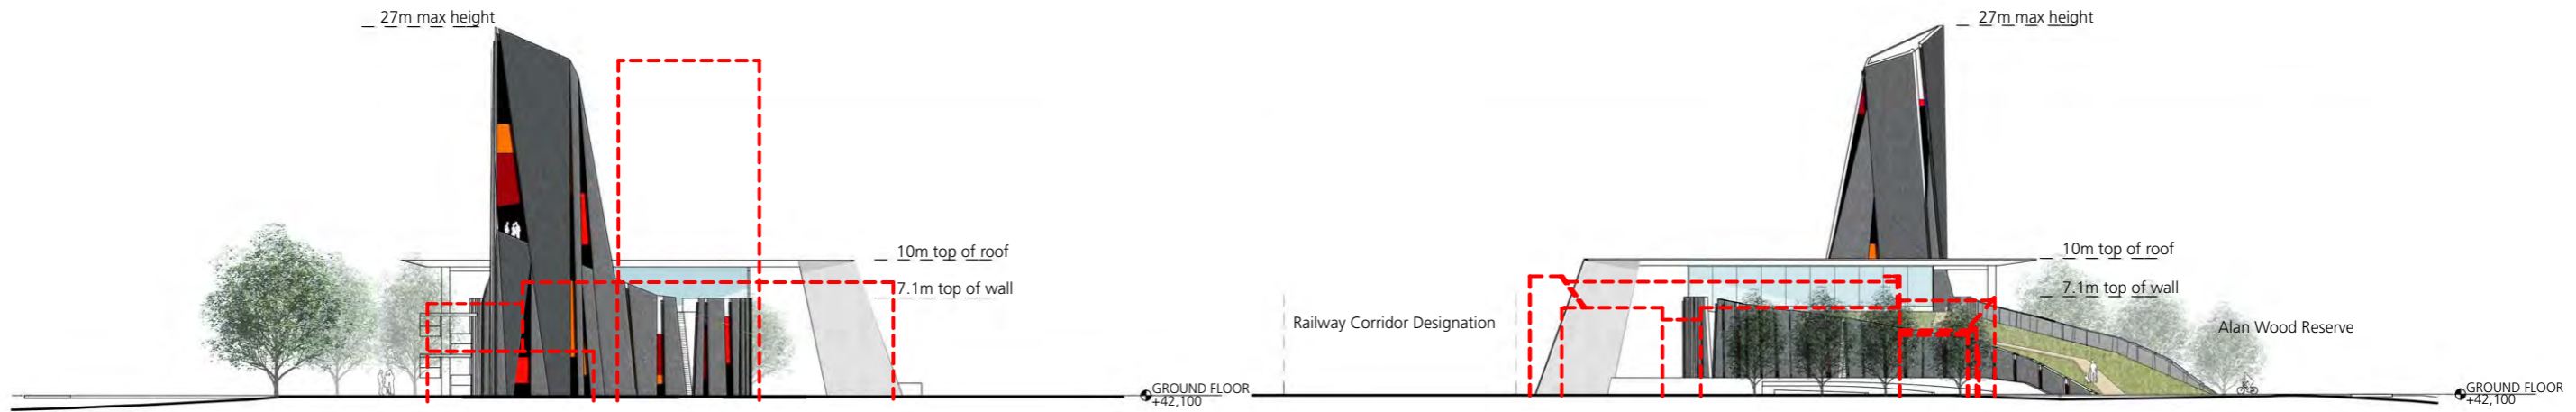 27m max height
10m top of roof
7.1m top of wall
GROUND FLOOR
+42,100
27m max height
10m top of roof
7.1m top of wall
Railway Corridor Designation
Alan Wood Reserve
GROUND FLOOR
+42,100